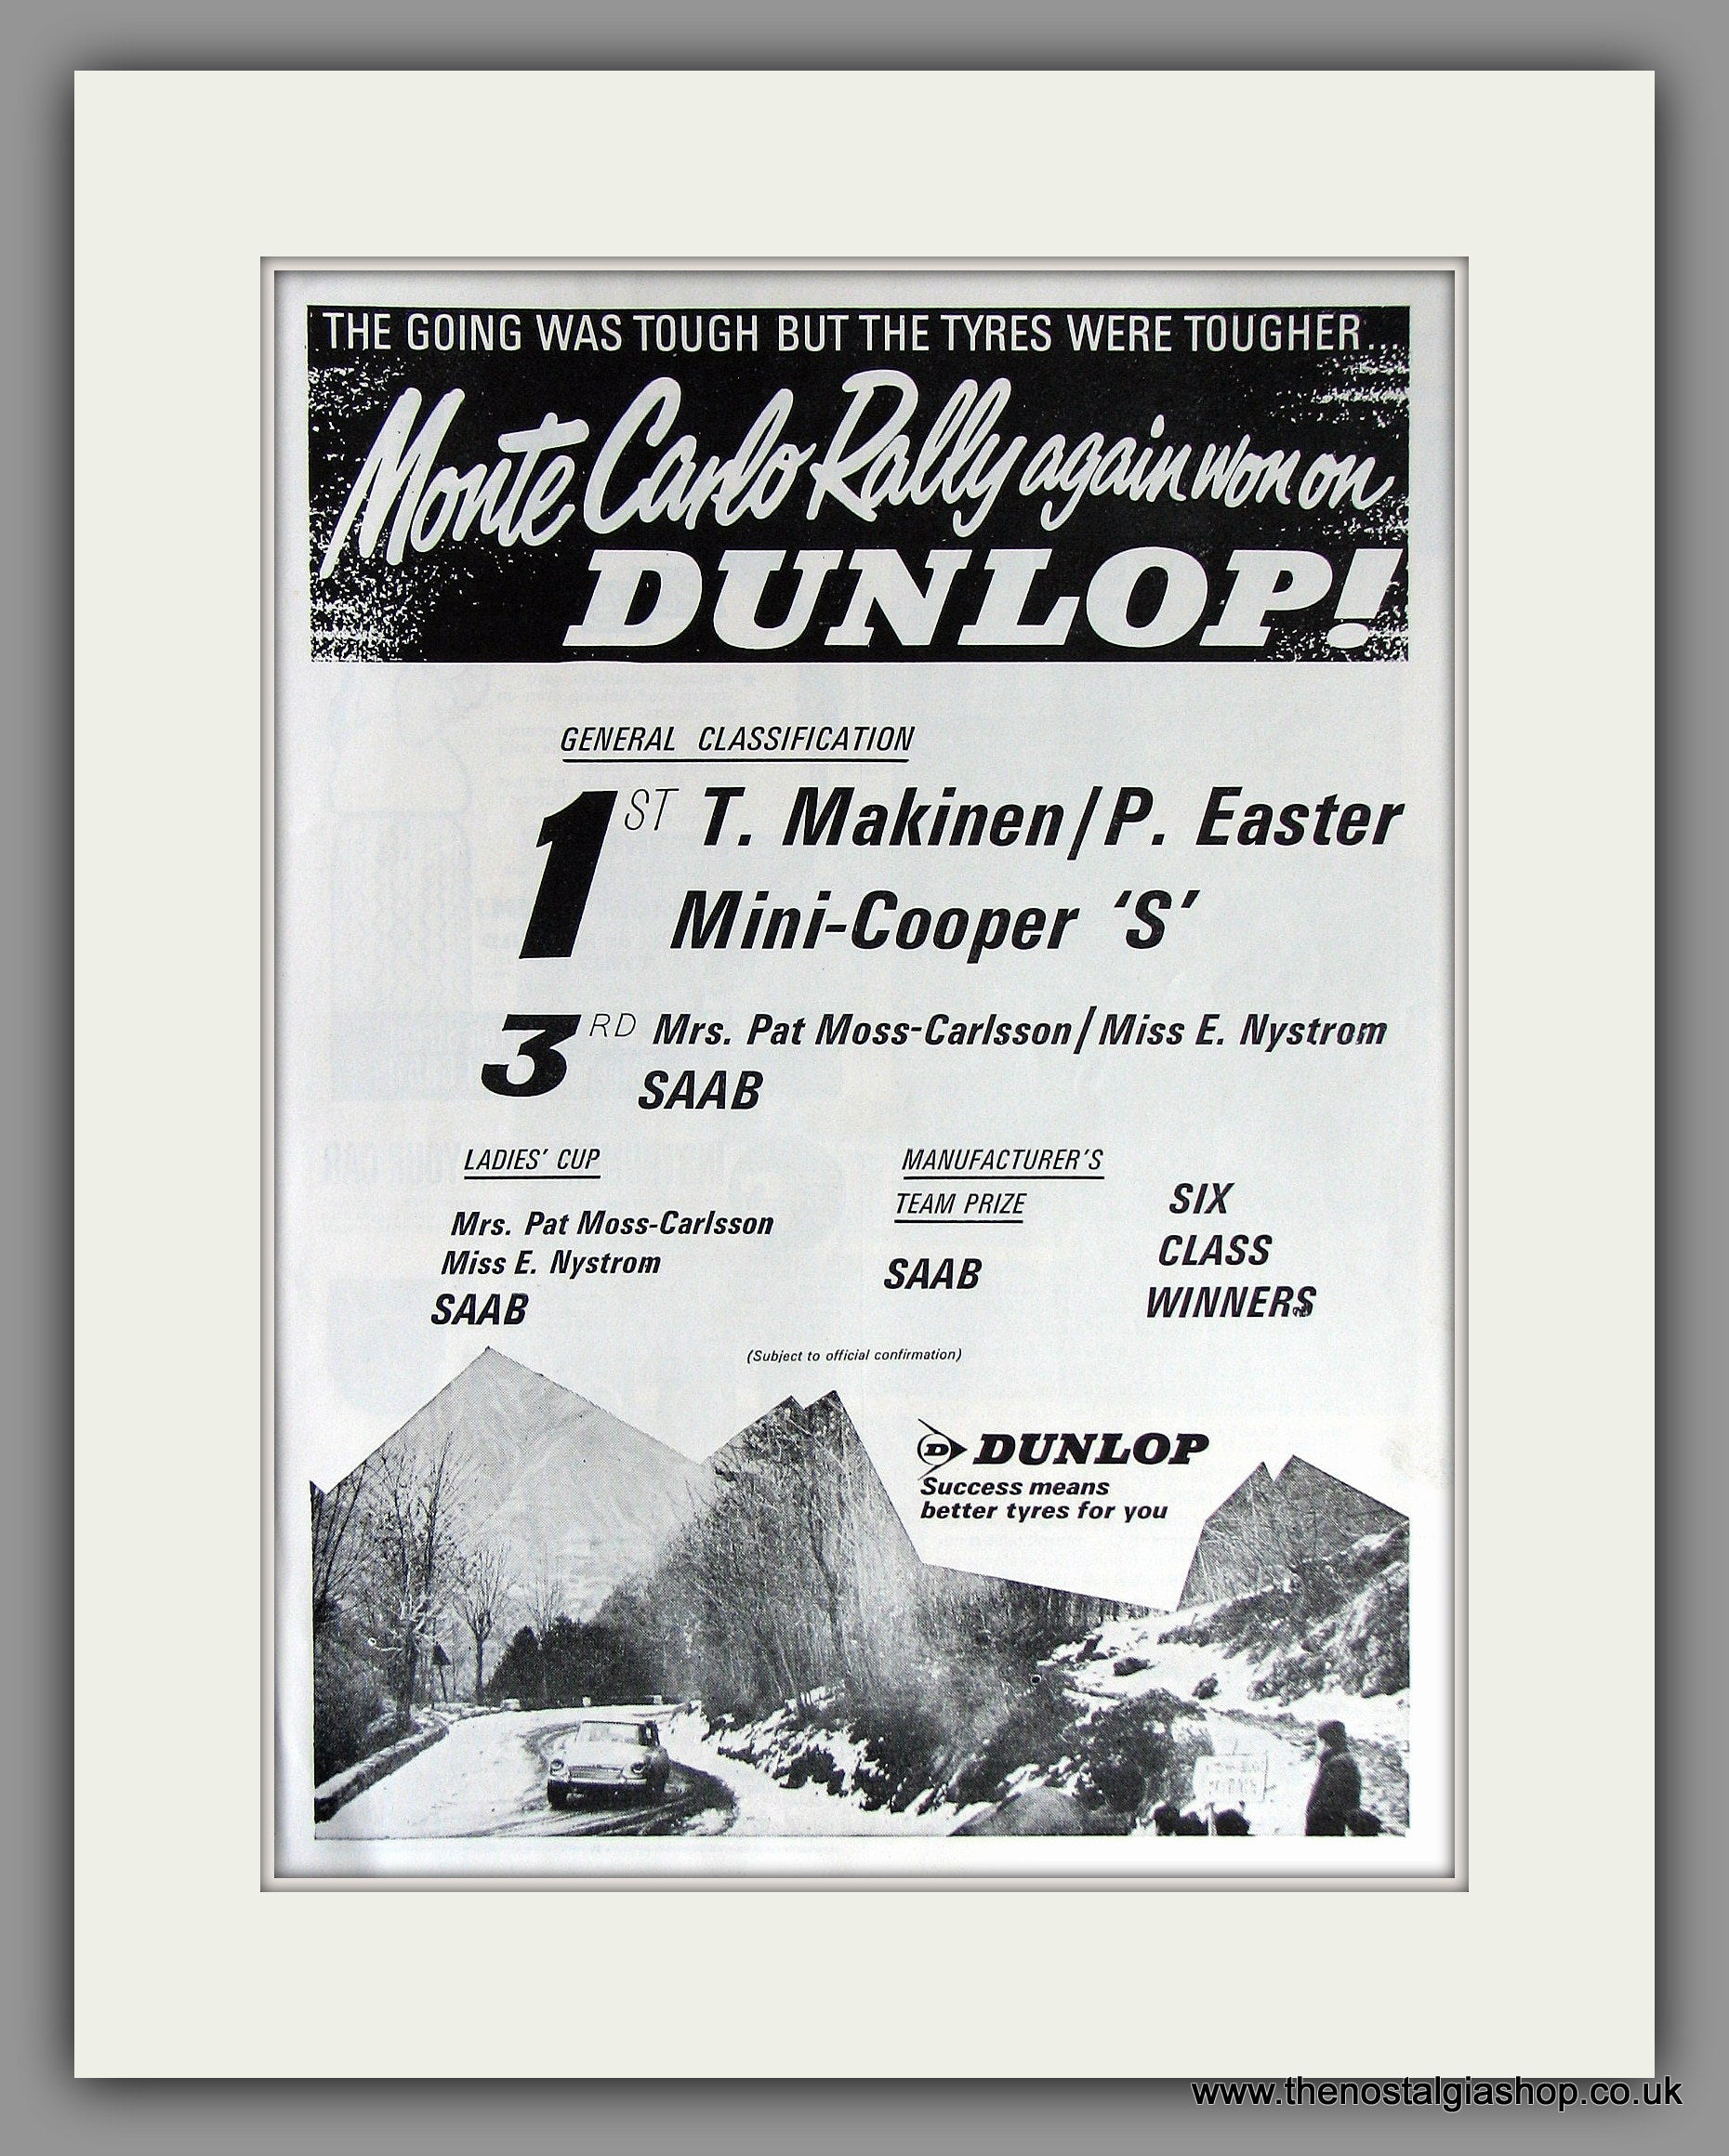 THE GOING WAS TOUGH BUT THE TYRES WERE TOUGHER...
Monte Carlo Rally again won on
DUNLOP!
GENERAL CLASSIFICATION
1ST T. Makinen/P. Easter
Mini-Cooper ‘S’
3RD Mrs. Pat Moss-Carlsson/Miss E. Nystrom
SAAB
LADIES’ CUP
Mrs. Pat Moss-Carlsson
Miss E. Nystrom
SAAB
MANUFACTURER’S
TEAM PRIZE
SAAB
SIX
CLASS
WINNERS
(Subject to official confirmation)
D DUNLOP
Success means
better tyres for you
www.thenostalgiashop.co.uk